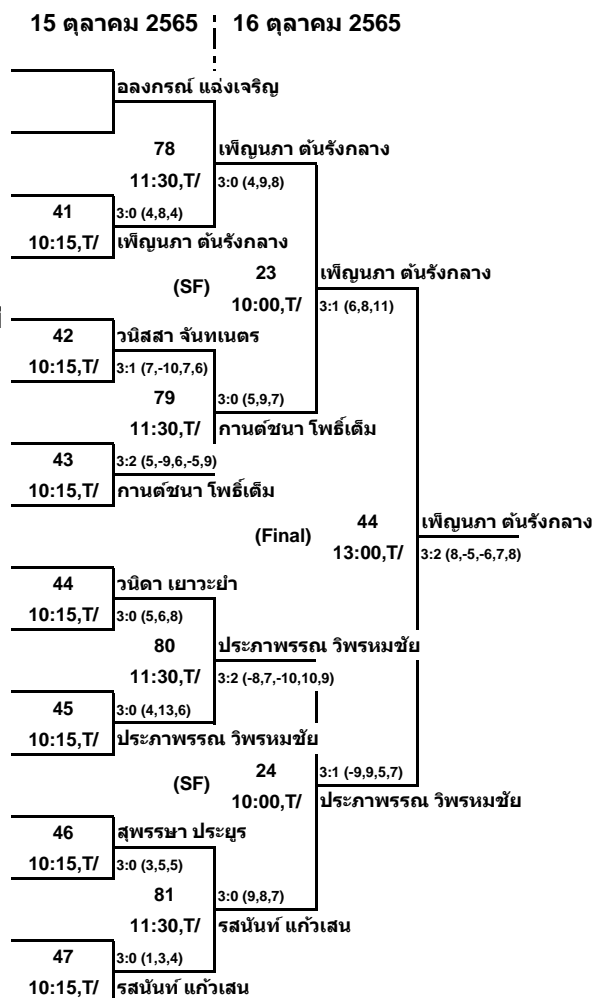 15 ตุลาคม 2565 16 ตุลาคม 2565
อลงกรณ์ แฉ่งเจริญ
78 เพ็ญนภา ต้นรังกลาง
11:30,T/ 3:0 (4,9,8)
41 3:0 (4,8,4)
10:15,T/ เพ็ญนภา ต้นรังกลาง
(SF) 23 เพ็ญนภา ต้นรังกลาง
10:00,T/ 3:1 (6,8,11)
42 วนิสสา จันทเนตร
10:15,T/ 3:1 (7,-10,7,6)
79 3:0 (5,9,7)
11:30,T/ กานต์ชนา โพธิ์เต็ม
43 3:2 (5,-9,6,-5,9)
10:15,T/ กานต์ชนา โพธิ์เต็ม
(Final) 44 เพ็ญนภา ต้นรังกลาง
13:00,T/ 3:2 (8,-5,-6,7,8)
44 วนิดา เยาวะยำ
10:15,T/ 3:0 (5,6,8)
80 ประภาพรรณ วิพรหมชัย
11:30,T/ 3:2 (-8,7,-10,10,9)
45 3:0 (4,13,6)
10:15,T/ ประภาพรรณ วิพรหมชัย
(SF) 24 3:1 (-9,9,5,7)
10:00,T/ ประภาพรรณ วิพรหมชัย
46 สุพรรษา ประยูร
10:15,T/ 3:0 (3,5,5)
81 3:0 (9,8,7)
11:30,T/ รสนันท์ แก้วเสน
47 3:0 (1,3,4)
10:15,T/ รสนันท์ แก้วเสน